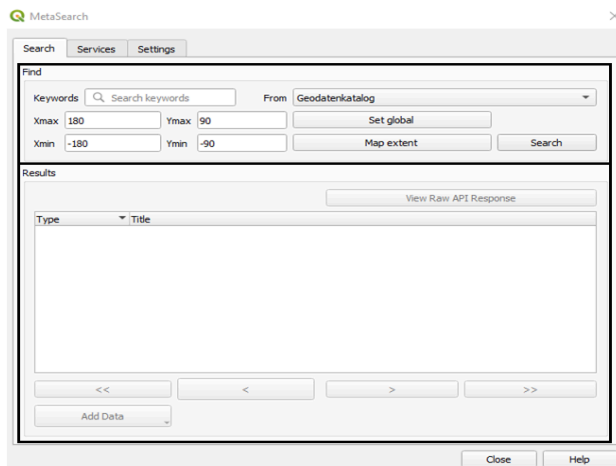 MetaSearch
Search Services Settings
Find
Keywords Search keywords From Geodatenkatalog
Xmax 180 Ymax 90 Set global
Xmin -180 Ymin -90 Map extent Search
Results
View Raw API Response
Type Title
<< < > >>
Add Data
Close Help